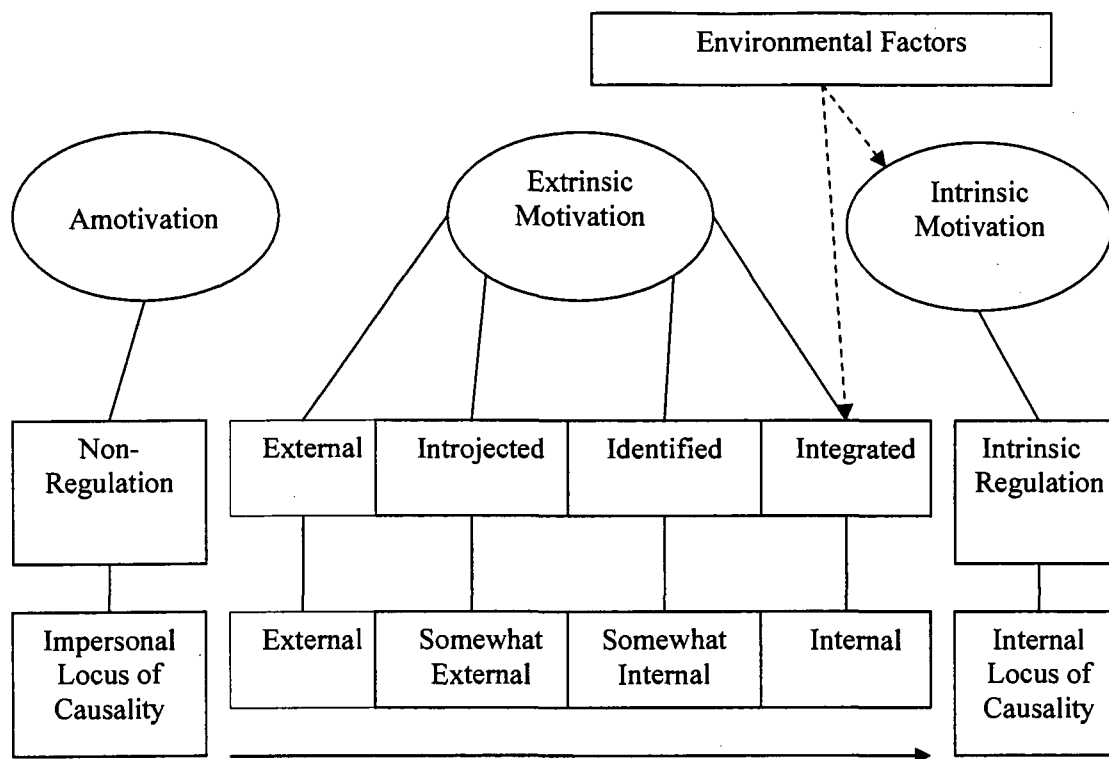 Environmental Factors
Amotivation
Extrinsic
Motivation
Intrinsic
Motivation
Non-
Regulation
External
Introjected
Identified
Integrated
Intrinsic
Regulation
Impersonal
Locus of
Causality
External
Somewhat
External
Somewhat
Internal
Internal
Internal
Locus of
Causality